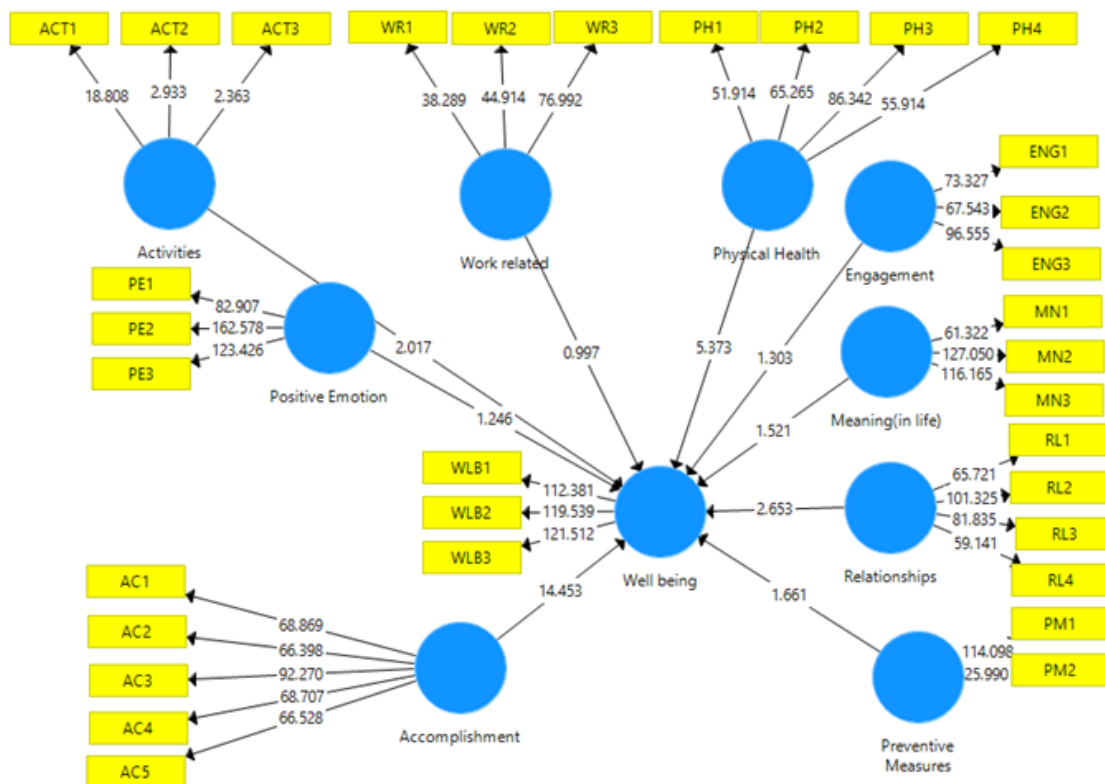 ACT1
ACT2
ACT3
WR1
WR2
WR3
PH1
PH2
PH3
PH4
18.808
2.933
2.363
38.289
44.914
76.992
51.914
65.265
86.342
55.914
Activities
Work related
Physical Health
ENG1
ENG2
ENG3
73.327
67.543
96.555
Engagement
PE1
PE2
PE3
82.907
162.578
123.426
Positive Emotion
2.017
1.246
0.997
5.373
1.303
MN1
MN2
MN3
61.322
127.050
116.165
Meaning(in life)
1.521
WLB1
WLB2
WLB3
112.381
119.539
121.512
Well being
RL1
RL2
RL3
RL4
65.721
101.325
81.835
59.141
2.653
Relationships
AC1
AC2
AC3
AC4
AC5
68.869
66.398
92.270
68.707
66.528
Accomplishment
14.453
1.661
PM1
PM2
114.098
25.990
Preventive
Measures